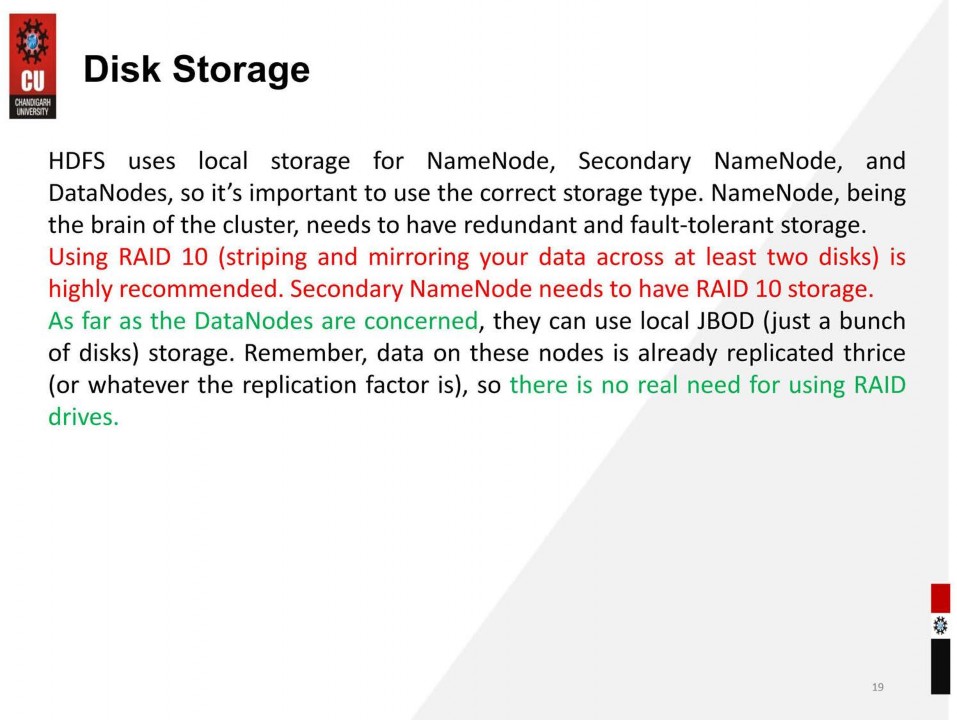 CU
CHANDIGARH
UNIVERSITY
Disk Storage
HDFS uses local storage for NameNode, Secondary NameNode, and
DataNodes, so it’s important to use the correct storage type. NameNode, being
the brain of the cluster, needs to have redundant and fault-tolerant storage.
Using RAID 10 (striping and mirroring your data across at least two disks) is
highly recommended. Secondary NameNode needs to have RAID 10 storage.
As far as the DataNodes are concerned, they can use local JBOD (just a bunch
of disks) storage. Remember, data on these nodes is already replicated thrice
(or whatever the replication factor is), so there is no real need for using RAID
drives.
19